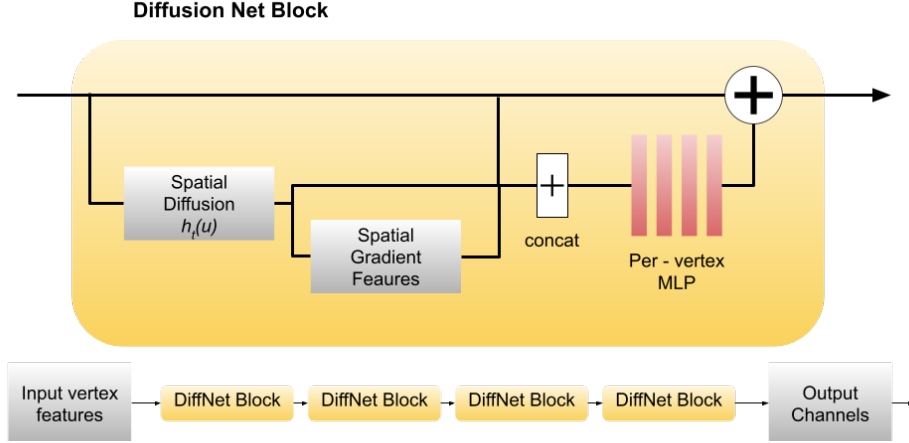 Diffusion Net Block
+
Spatial
Diffusion
hₜ(u)
+
concat
Spatial
Gradient
Feaures
Per - vertex
MLP
Input vertex
features
DiffNet Block
DiffNet Block
DiffNet Block
DiffNet Block
Output
Channels